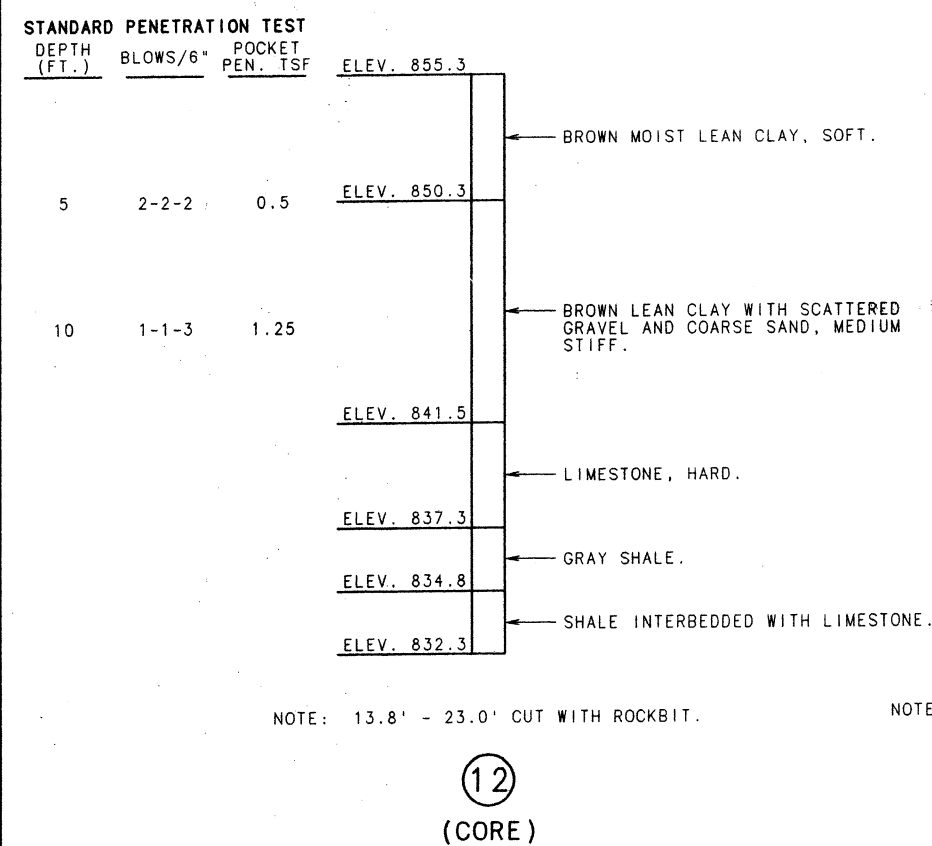 STANDARD PENETRATION TEST
DEPTH (FT.) BLOWS/6" POCKET PEN. TSF
ELEV. 855.3
BROWN MOIST LEAN CLAY, SOFT.
ELEV. 850.3
5 2-2-2 0.5
BROWN LEAN CLAY WITH SCATTERED
GRAVEL AND COARSE SAND, MEDIUM
STIFF.
10 1-1-3 1.25
ELEV. 841.5
LIMESTONE, HARD.
ELEV. 837.3
GRAY SHALE.
ELEV. 834.8
SHALE INTERBEDDED WITH LIMESTONE.
ELEV. 832.3
NOTE: 13.8' - 23.0' CUT WITH ROCKBIT.
NOTE
12
(CORE)